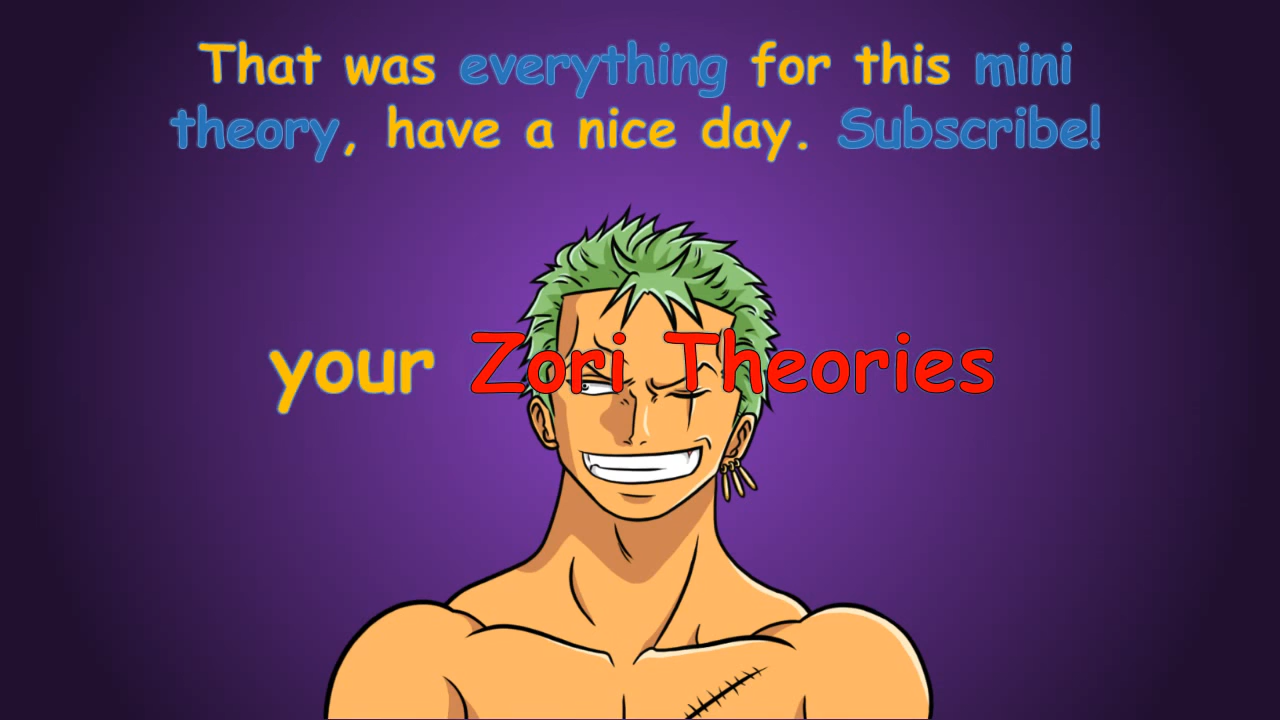 That was everything for this mini
theory, have a nice day. Subscribe!
your Zori Theories